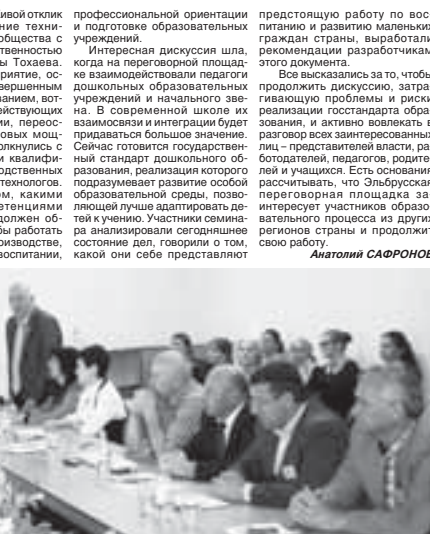 ивой отклик
ние техни-
общества с
твенностью
ы Тохаева.
риятие, ос-
вершенным
ванием, вот-
ействующих
ии, переос-
овых мощ-
олкнулись с
и квалифи-
одственных
технологов.
ом, какими
етенциями
должен об-
бы работать
оизводстве,
воспитании,
профессиональной ориентации
и подготовке образовательных
учреждений.
Интересная дискуссия шла,
когда на переговорной площад-
ке взаимодействовали педагоги
дошкольных образовательных
учреждений и начального зве-
на. В современной школе их
взаимосвязи и интеграции будет
придаваться большое значение.
Сейчас готовится государствен-
ный стандарт дошкольного об-
разования, реализация которого
подразумевает развитие особой
образовательной среды, позво-
ляющей лучше адаптировать де-
тей к учению. Участники семина-
ра анализировали сегодняшнее
состояние дел, говорили о том,
какой они себе представляют
предстоящую работу по вос-
питанию и развитию маленьких
граждан страны, выработали
рекомендации разработчикам
этого документа.
Все высказались за то, чтобы
продолжить дискуссию, затра-
гивающую проблемы и риски
реализации госстандарта обра-
зования, и активно вовлекать в
разговор всех заинтересованных
лиц – представителей власти, ра-
ботодателей, педагогов, родите-
лей и учащихся. Есть основания
рассчитывать, что Эльбрусская
переговорная площадка за-
интересует участников образо-
вательного процесса из других
регионов страны и продолжит
свою работу.
Анатолий САФРОНОВ